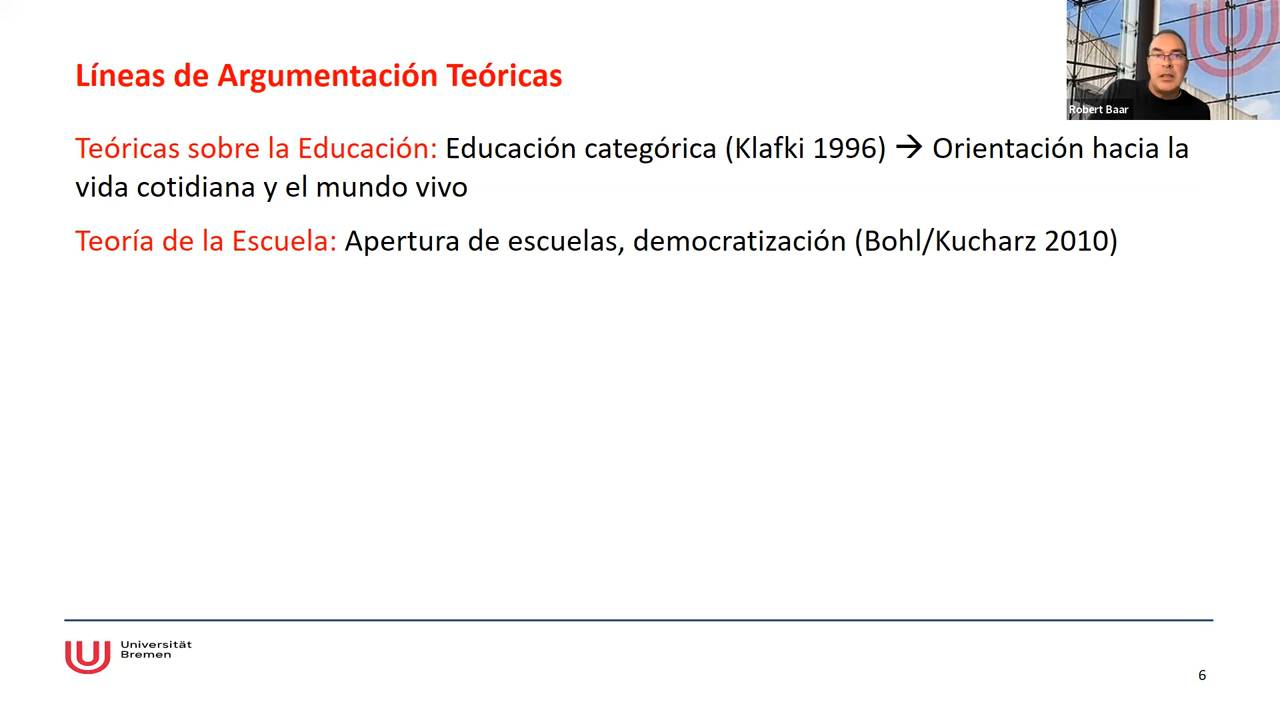 Líneas de Argumentación Teóricas
Robert Baar
Teóricas sobre la Educación: Educación categórica (Klafki 1996) → Orientación hacia la
vida cotidiana y el mundo vivo
Teoría de la Escuela: Apertura de escuelas, democratización (Bohl/Kucharz 2010)
Universität
Bremen
6